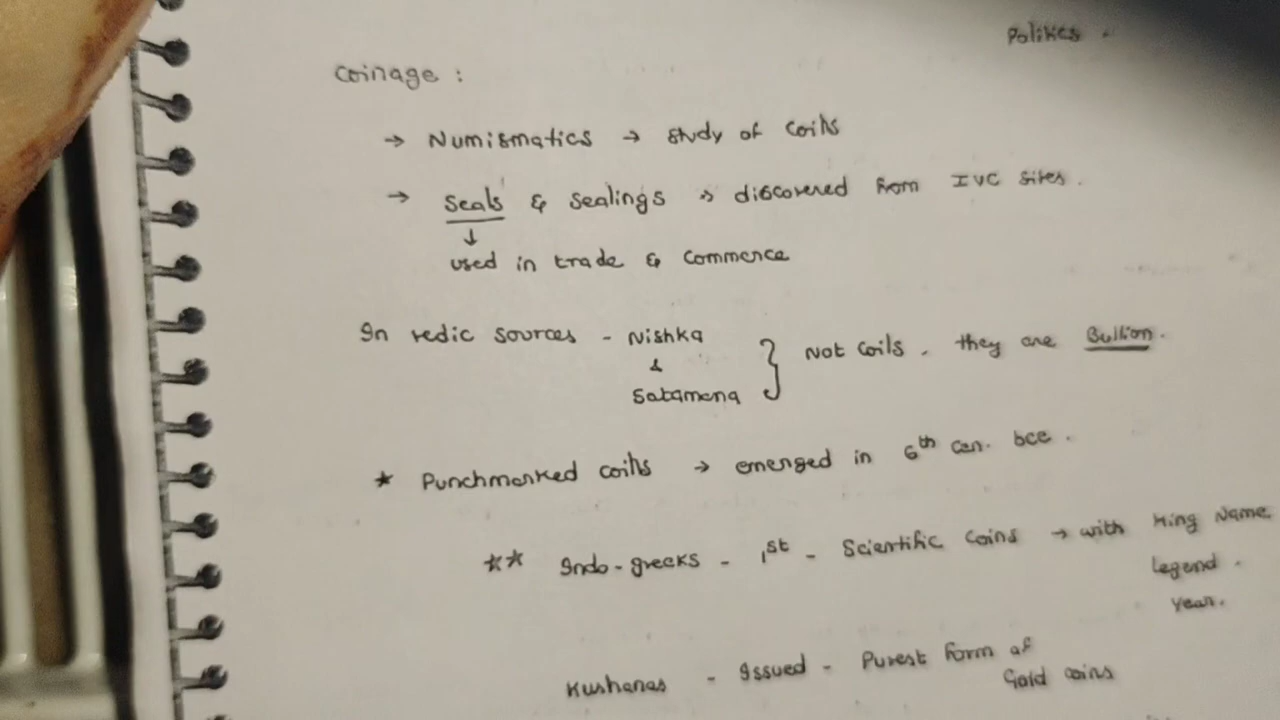 Polikes.
Coinage :
→ Numismatics → study of coins
→ Seals & Sealings → discovered from IVC sites.
↓
used in trade & Commerce
In vedic sources - Nishka & Satamana } Not coins. they are Bullion.
* Punchmarked coins → emerged in 6th cen. bce.
** Indo-greeks - 1st - Scientific Coins → with King Name
legend.
year.
Kushanas - Issued - Purest form of
Gold coins